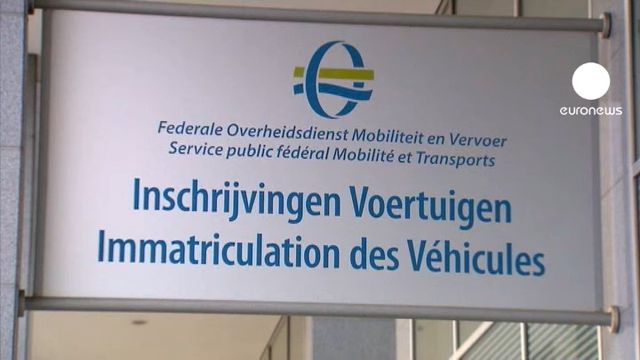 Federale Overheidsdienst Mobiliteit en Vervoer
Service public fédéral Mobilité et Transports
Inschrijvingen Voertuigen
Immatriculation des Véhicules
euronews